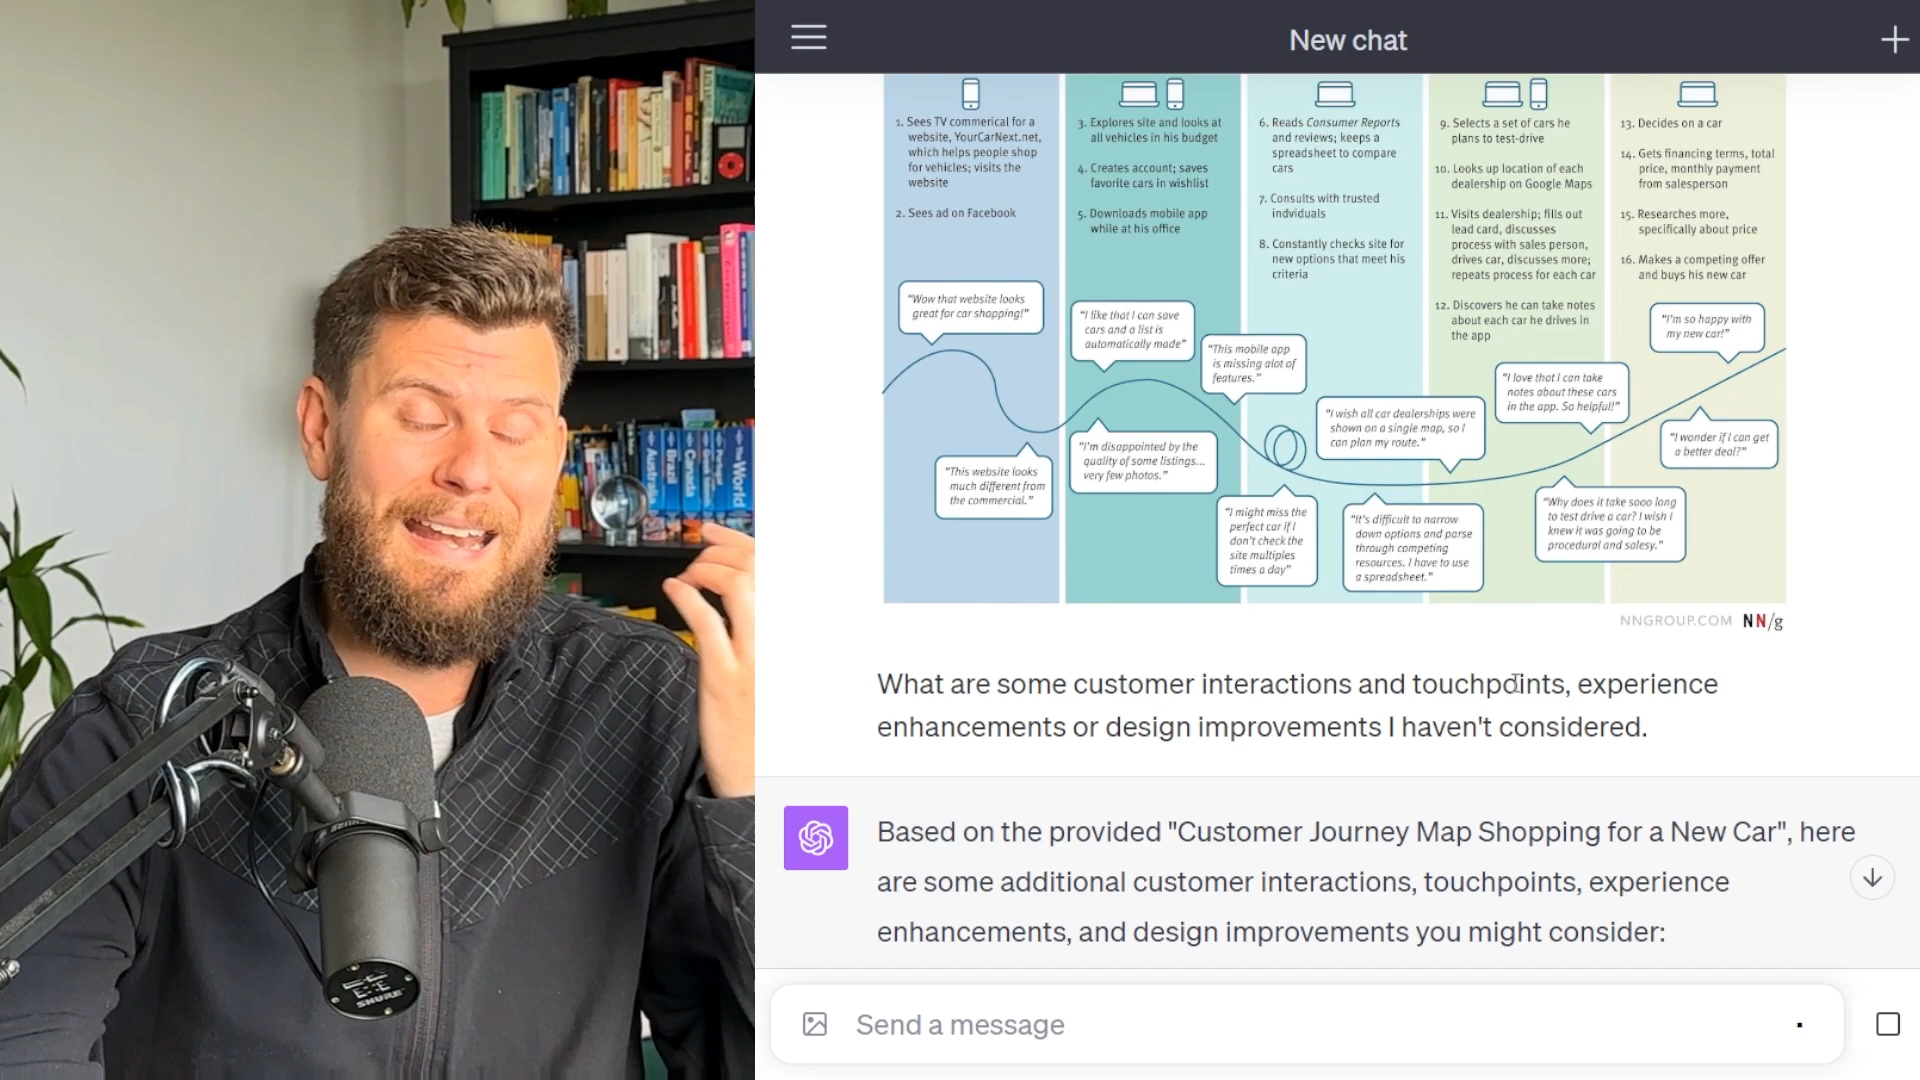 New chat
1. Sees TV commerical for a
website, YourCarNext.net,
which helps people shop
for vehicles; visits the
website
2. Sees ad on Facebook
3. Explores site and looks at
all vehicles in his budget
4. Creates account; saves
favorite cars in wishlist
5. Downloads mobile app
while at his office
6. Reads Consumer Reports
and reviews; keeps a
spreadsheet to compare
cars
7. Consults with trusted
indviduals
8. Constantly checks site for
new options that meet his
criteria
9. Selects a set of cars he
plans to test-drive
10. Looks up location of each
dealership on Google Maps
11. Visits dealership; fills out
lead card, discusses
process with sales person,
drives car, discusses more;
repeats process for each car
12. Discovers he can take notes
about each car he drives in
the app
13. Decides on a car
14. Gets financing terms, total
price, monthly payment
from salesperson
15. Researches more,
specifically about price
16. Makes a competing offer
and buys his new car
"Wow that website looks
great for car shopping!"
"This website looks
much different from
the commercial."
"I like that I can save
cars and a list is
automatically made"
"I'm disappointed by the
quality of some listings...
very few photos."
"This mobile app
is missing alot of
features."
"I might miss the
perfect car if I
don't check the
site multiples
times a day"
"I wish all car dealerships were
shown on a single map, so I
can plan my route."
"It's difficult to narrow
down options and parse
through competing
resources. I have to use
a spreadsheet."
"I love that I can take
notes about these cars
in the app. So helpful!"
"Why does it take sooo long
to test drive a car? I wish I
knew it was going to be
procedural and salesy."
"I'm so happy with
my new car!"
"I wonder if I can get
a better deal?"
NNGROUP.COM NN/g
What are some customer interactions and touchpoints, experience
enhancements or design improvements I haven't considered.
Based on the provided "Customer Journey Map Shopping for a New Car", here
are some additional customer interactions, touchpoints, experience
enhancements, and design improvements you might consider:
Send a message
Australia
Canada
Brazil
Portugal
The World
SHURE